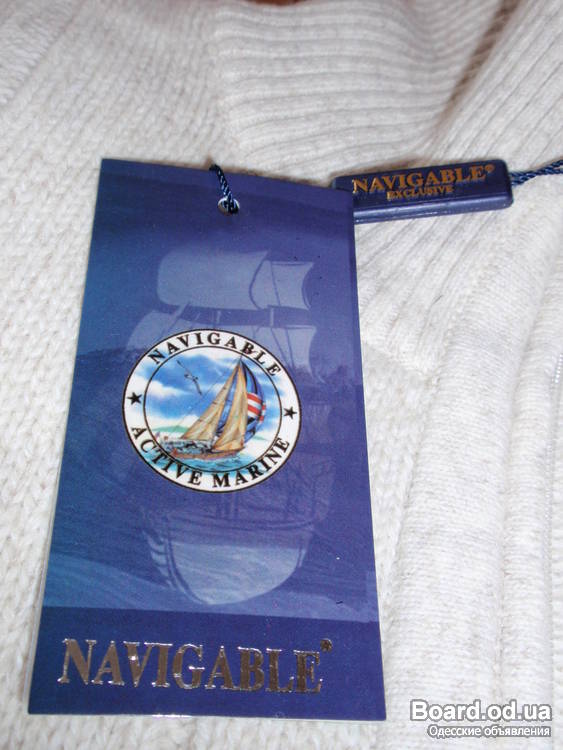 NAVIGABLE®
EXCLUSIVE
NAVIGABLE
ACTIVE MARINE
NAVIGABLE®
Board.od.ua
Одесские объявления